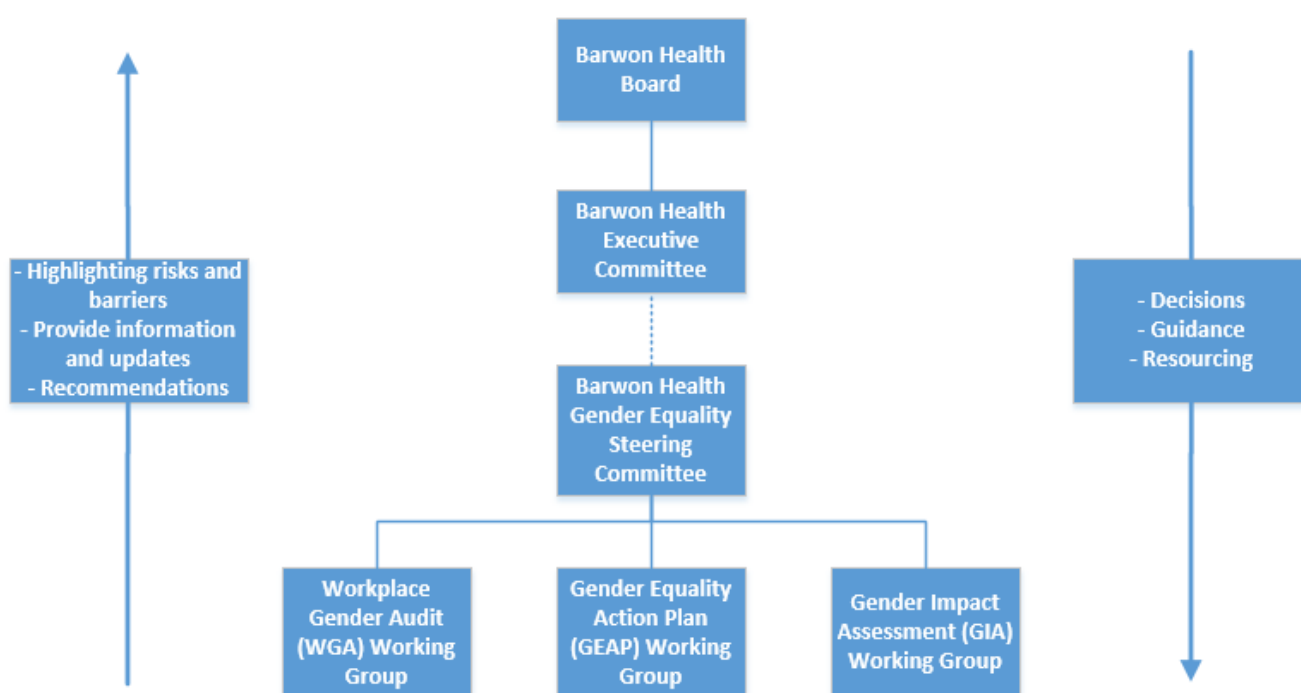 Barwon Health
Board
Barwon Health
Executive
Committee
- Highlighting risks and
barriers
- Provide information
and updates
- Recommendations
- Decisions
- Guidance
- Resourcing
Barwon Health
Gender Equality
Steering
Committee
Workplace
Gender Audit
(WGA) Working
Group
Gender Equality
Action Plan
(GEAP) Working
Group
Gender Impact
Assessment (GIA)
Working Group